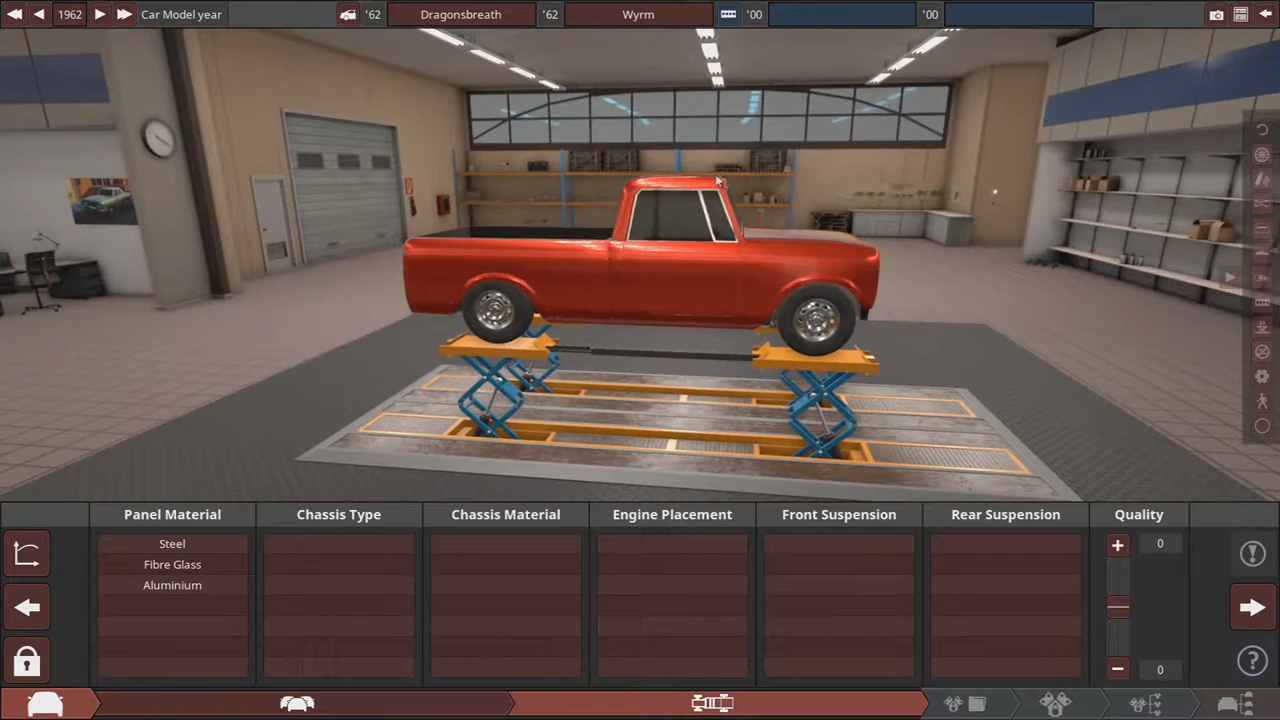 1962 Car Model year '62 Dragonsbreath '62 Wyrm '00 '00
Panel Material Chassis Type Chassis Material Engine Placement Front Suspension Rear Suspension Quality
Steel
Fibre Glass
Aluminium
+ 0
- 0